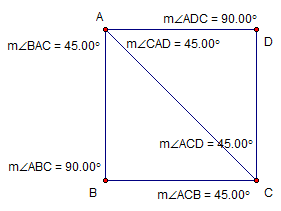 A
m∠ADC = 90.00°
m∠BAC = 45.00°
m∠CAD = 45.00°
D
m∠ACD = 45.00°
m∠ABC = 90.00°
B
m∠ACB = 45.00°
C